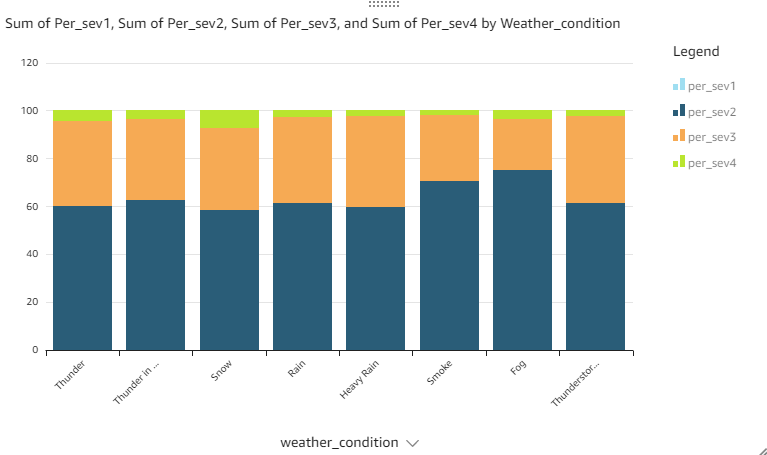 Sum of Per_sev1, Sum of Per_sev2, Sum of Per_sev3, and Sum of Per_sev4 by Weather_condition
Legend
per_sev1
per_sev2
per_sev3
per_sev4
120
100
80
60
40
20
0
Thunder
Thunder in ...
Snow
Rain
Heavy Rain
Smoke
Fog
Thunderstor...
weather_condition